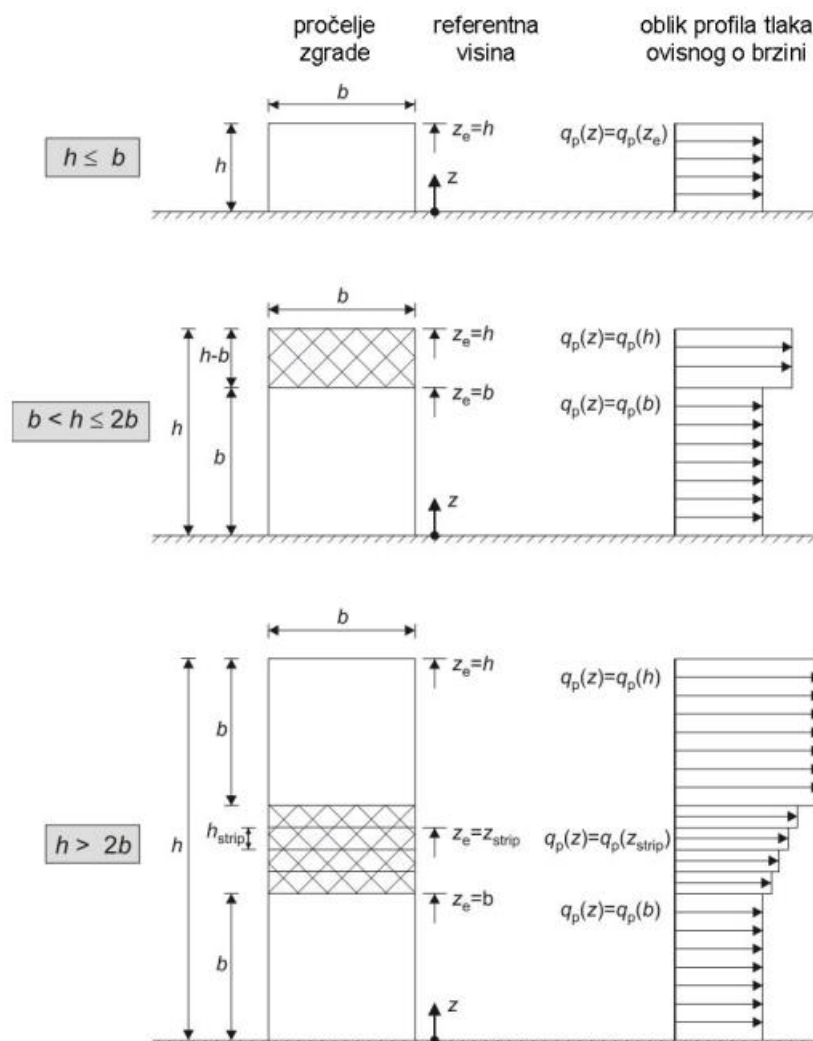 pročelje
zgrade
referentna
visina
oblik profila tlaka
ovisnog o brzini
b
z_e=h
q_p(z)=q_p(z_e)
h ≤ b
h
z
b
z_e=h
q_p(z)=q_p(h)
h-b
z_e=b
q_p(z)=q_p(b)
b < h ≤ 2b
h
b
z
b
z_e=h
q_p(z)=q_p(h)
b
h > 2b
h
h_strip
z_e=z_strip
q_p(z)=q_p(z_strip)
z_e=b
q_p(z)=q_p(b)
b
z